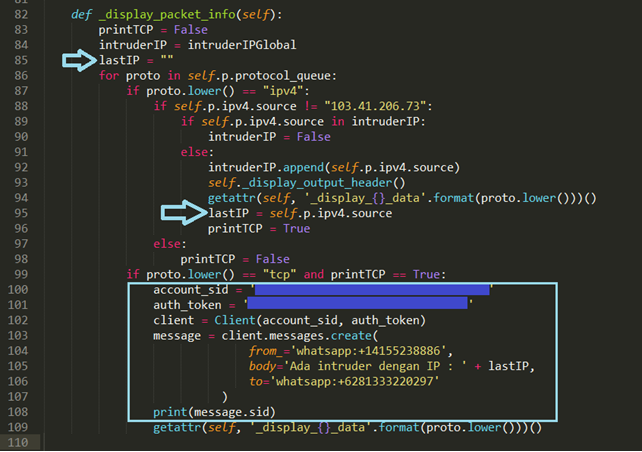 82 def _display_packet_info(self):
83 printTCP = False
84 intruderIP = intruderIPGlobal
85 lastIP = ""
86 for proto in self.p.protocol_queue:
87 if proto.lower() == "ipv4":
88 if self.p.ipv4.source != "103.41.206.73":
89 if self.p.ipv4.source in intruderIP:
90 intruderIP = False
91 else:
92 intruderIP.append(self.p.ipv4.source)
93 self._display_output_header()
94 getattr(self, '_display_{}_data'.format(proto.lower()))()
95 lastIP = self.p.ipv4.source
96 printTCP = True
97 else:
98 printTCP = False
99 if proto.lower() == "tcp" and printTCP == True:
100 account_sid = ' '
101 auth_token = ' '
102 client = Client(account_sid, auth_token)
103 message = client.messages.create(
104 from_='whatsapp:+14155238886',
105 body='Ada intruder dengan IP : ' + lastIP,
106 to='whatsapp:+6281333220297'
107 )
108 print(message.sid)
109 getattr(self, '_display_{}_data'.format(proto.lower()))()
110